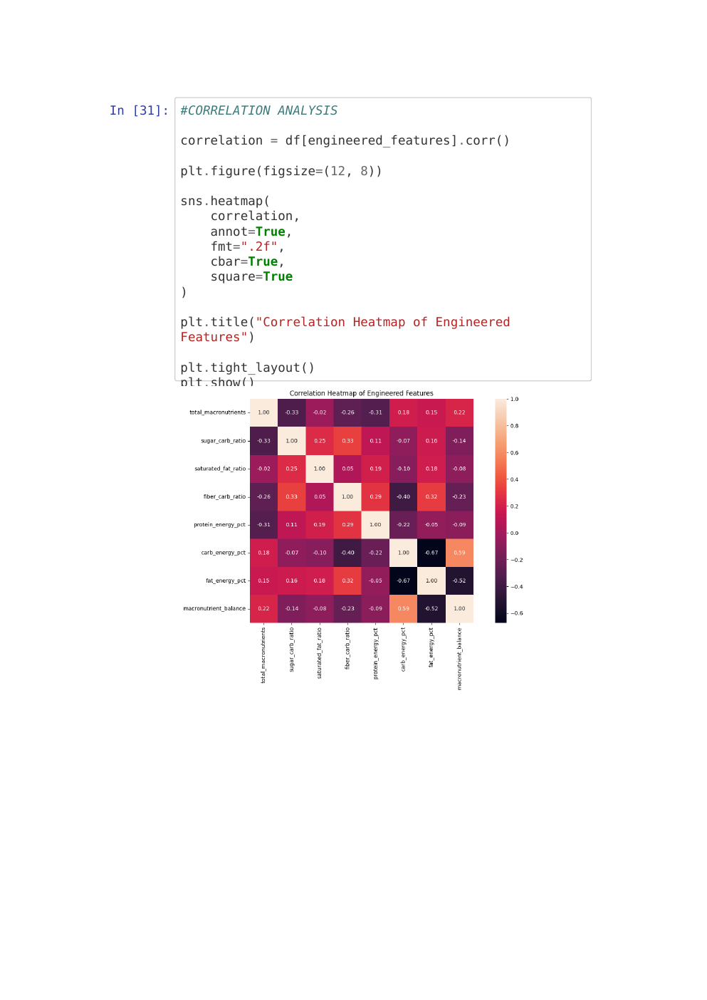 In [31]:
#CORRELATION ANALYSIS
correlation = df[engineered_features].corr()
plt.figure(figsize=(12, 8))
sns.heatmap(
    correlation,
    annot=True,
    fmt=".2f",
    cbar=True,
    square=True
)
plt.title("Correlation Heatmap of Engineered
Features")
plt.tight_layout()
plt.show()
Correlation Heatmap of Engineered Features
total_macronutrients 1.00 -0.33 -0.02 -0.26 -0.31 0.18 0.15 0.22
sugar_carb_ratio -0.33 1.00 0.25 0.33 0.11 -0.07 0.16 -0.14
saturated_fat_ratio -0.02 0.25 1.00 0.05 0.19 -0.10 0.18 -0.08
fiber_carb_ratio -0.26 0.33 0.05 1.00 0.29 -0.40 0.32 -0.23
protein_energy_pct -0.31 0.11 0.19 0.29 1.00 -0.22 -0.05 -0.09
carb_energy_pct 0.18 -0.07 -0.10 -0.40 -0.22 1.00 -0.67 0.59
fat_energy_pct 0.15 0.16 0.18 0.32 -0.05 -0.67 1.00 -0.52
macronutrient_balance 0.22 -0.14 -0.08 -0.23 -0.09 0.59 -0.52 1.00
total_macronutrients
sugar_carb_ratio
saturated_fat_ratio
fiber_carb_ratio
protein_energy_pct
carb_energy_pct
fat_energy_pct
macronutrient_balance
1.0
0.8
0.6
0.4
0.2
0.0
−0.2
−0.4
−0.6